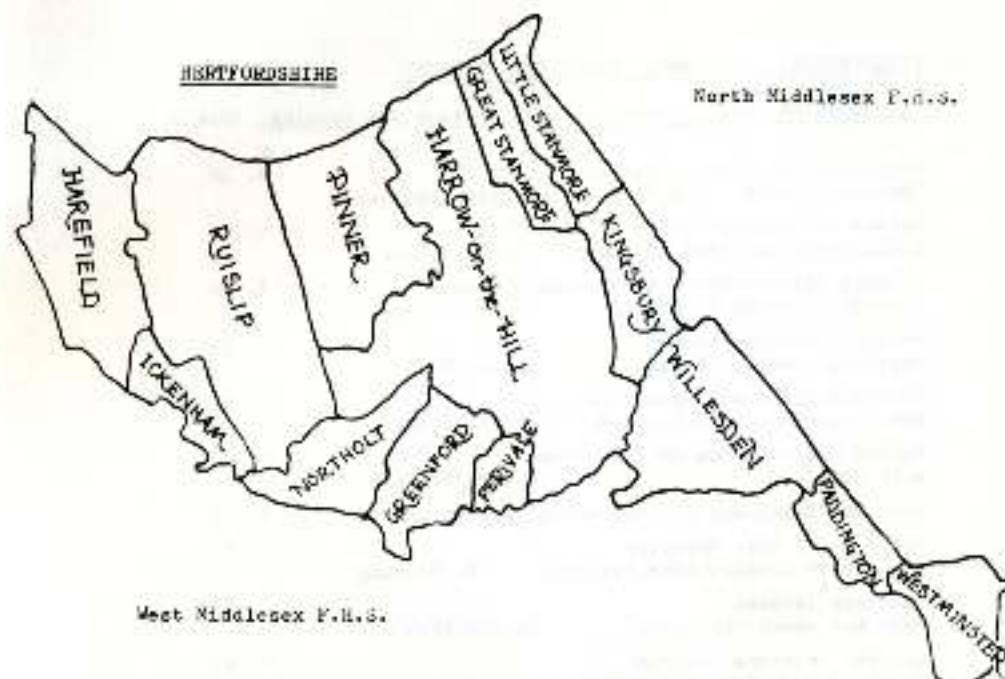 HERTFORDSHIRE
North Middlesex F.H.S.
LITTLE STANMORE
GREAT STANMORE
HAREFIELD
RUISLIP
PINNER
HARROW-on-the-HILL
KINGSBURY
ICKENHAM
WILLESDEN
NORTHOLT
GREENFORD
PERIVALE
PADDINGTON
WESTMINSTER
West Middlesex F.H.S.